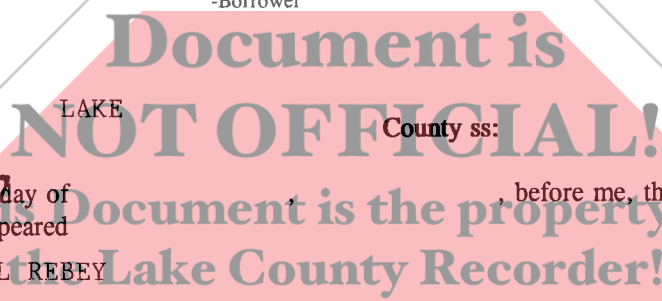 -Borrower
Document is
LAKE
NOT OFFICIAL!
County ss:
day of , , before me, th
is Document is the property
peared
the Lake County Recorder!
L REBEY